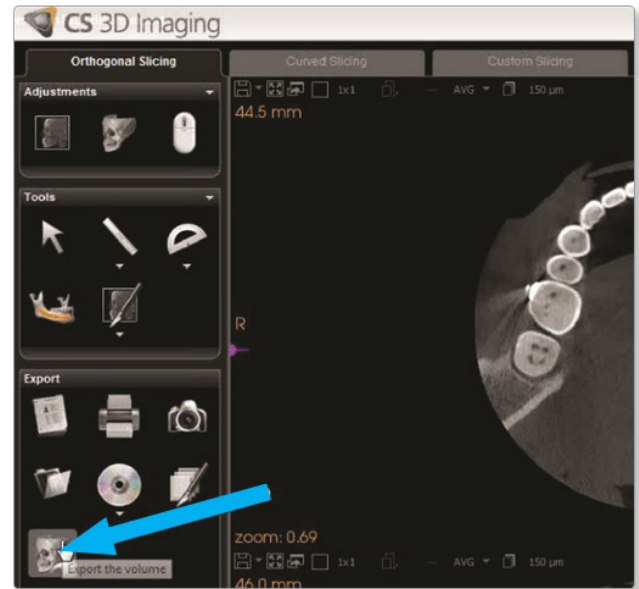 CS 3D Imaging
Orthogonal Slicing
Curved Slicing
Custom Slicing
Adjustments
1x1
AVG
150 µm
44.5 mm
Tools
R
Export
zoom: 0.69
Export the volume
1x1
AVG
150 µm
46.0 mm